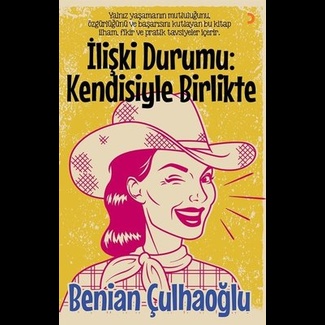 Yalnız yaşamanın mutluluğunu,
özgürlüğünü ve başarısını kutlayan bu kitap
ilham, fikir ve pratik tavsiyeler içerir.
İlişki Durumu:
Kendisiyle Birlikte
Benian Çulhaoğlu